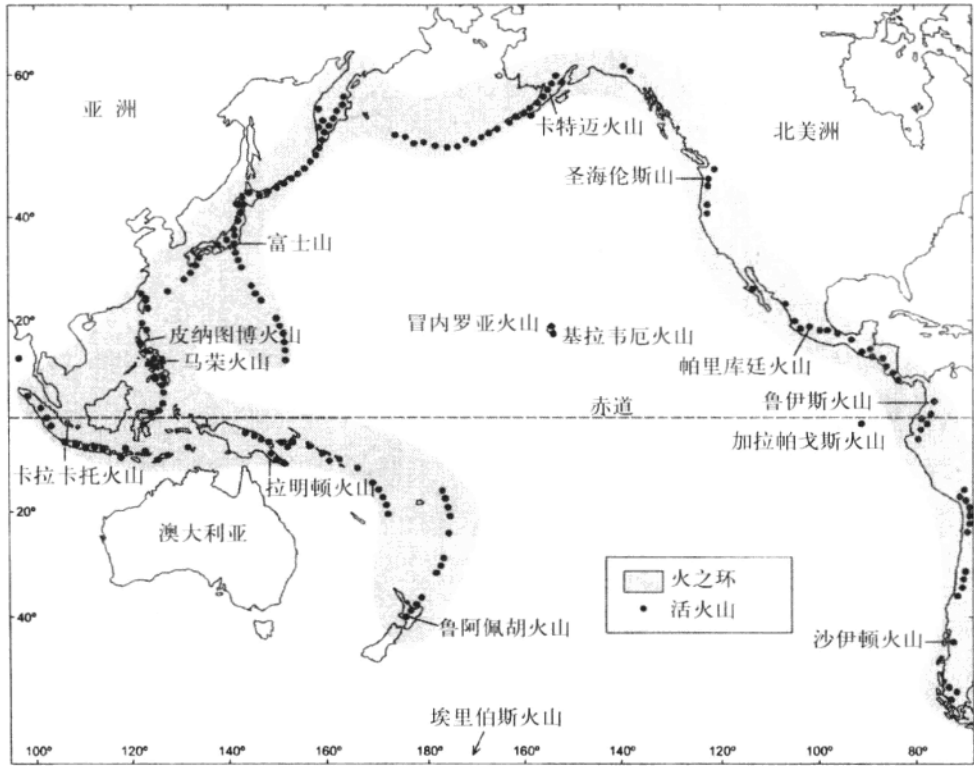 60°
亚 洲
卡特迈火山
北美洲
圣海伦斯山
40°
富士山
20°
冒内罗亚火山
基拉韦厄火山
皮纳图博火山
马荣火山
帕里库廷火山
赤道
鲁伊斯火山
0°
加拉帕戈斯火山
卡拉卡托火山
拉明顿火山
20°
澳大利亚
火之环
活火山
40°
鲁阿佩胡火山
沙伊顿火山
埃里伯斯火山
100° 120° 140° 160° 180° 160° 140° 120° 100° 80°